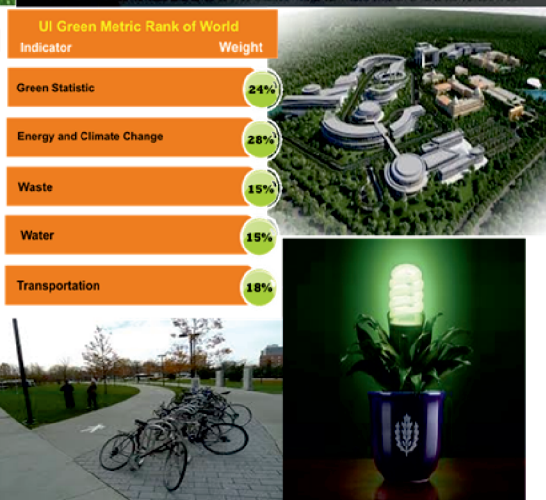 UI Green Metric Rank of World
Indicator Weight
Green Statistic 24%
Energy and Climate Change 28%
Waste 15%
Water 15%
Transportation 18%